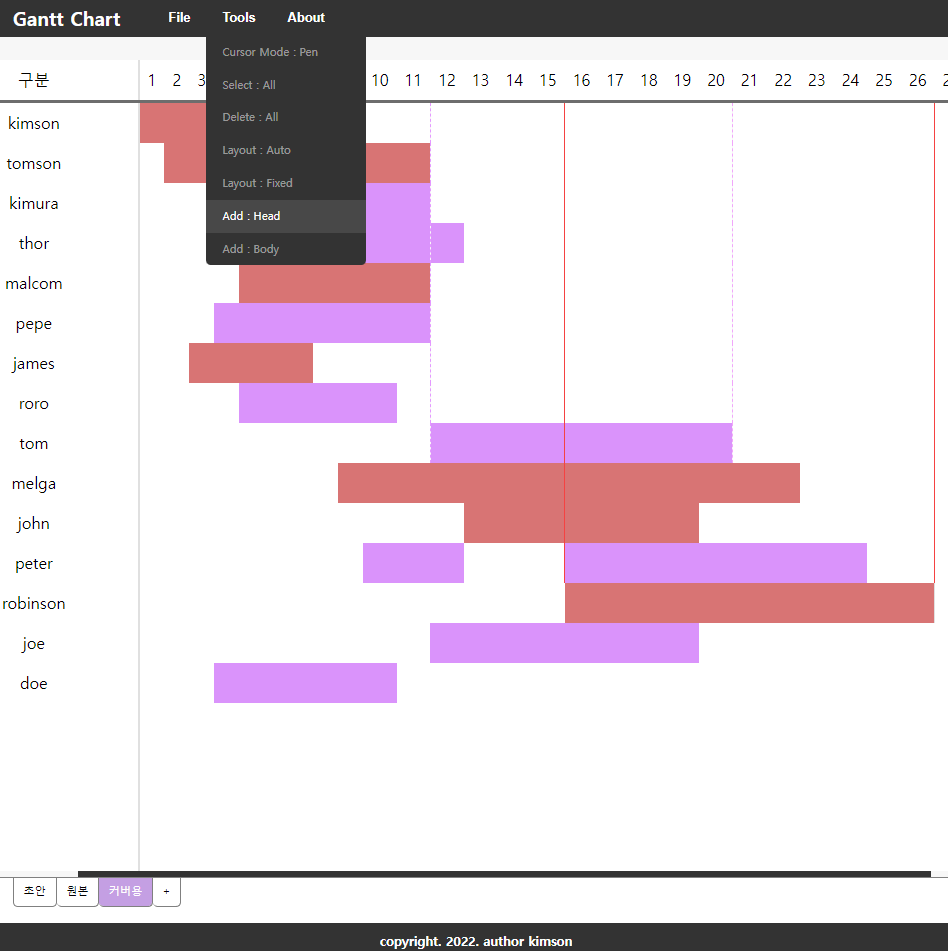 Gantt Chart File Tools About
Cursor Mode : Pen
Select : All
Delete : All
Layout : Auto
Layout : Fixed
Add : Head
Add : Body
구분 1 2 3 10 11 12 13 14 15 16 17 18 19 20 21 22 23 24 25 26 2
kimson
tomson
kimura
thor
malcom
pepe
james
roro
tom
melga
john
peter
robinson
joe
doe
초안 원본 커버용 +
copyright. 2022. author kimson